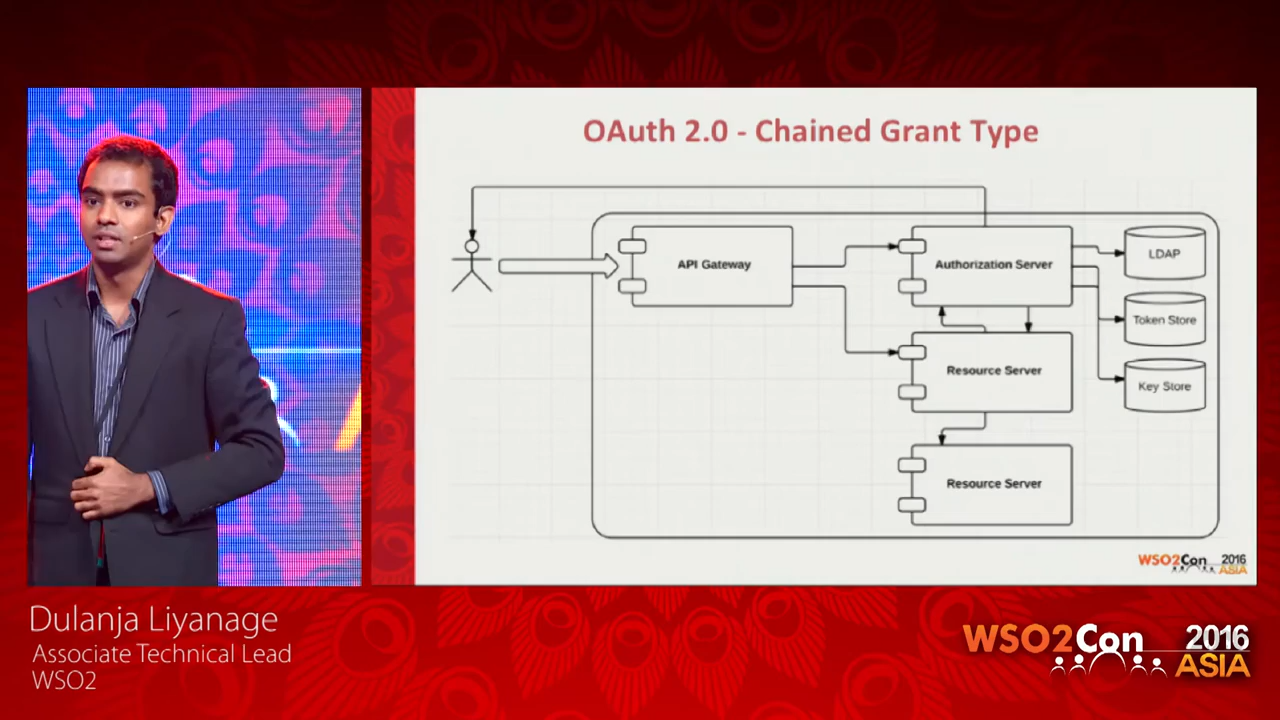 OAuth 2.0 - Chained Grant Type
API Gateway
Authorization Server
LDAP
Token Store
Resource Server
Key Store
Resource Server
WSO2Con 2016
ASIA
Dulanja Liyanage
Associate Technical Lead
WSO2
WSO2Con 2016
ASIA